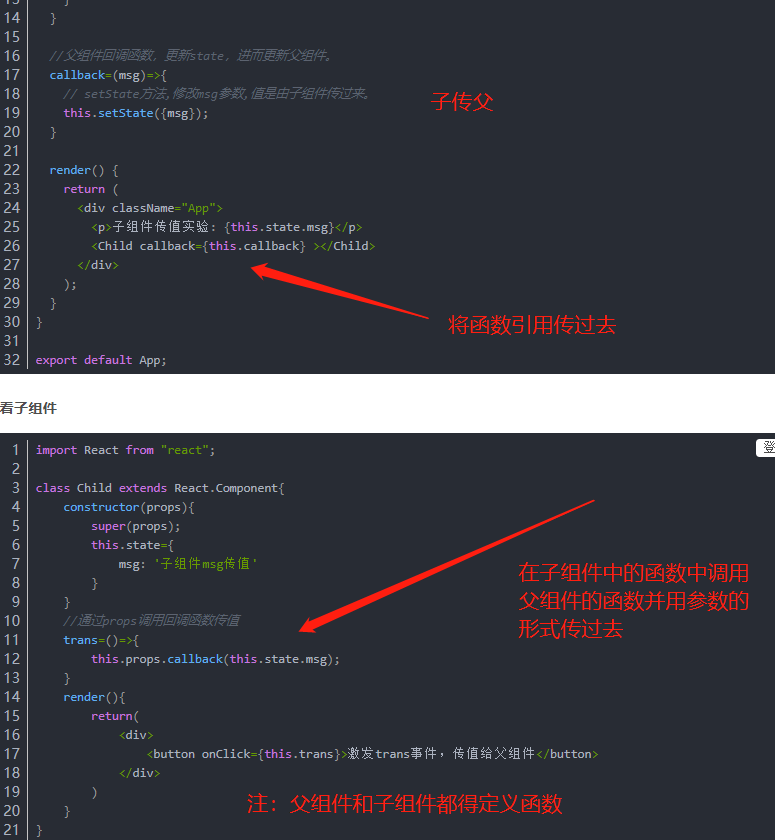 14 }
15
16 //父组件回调函数，更新state，进而更新父组件。
17 callback=(msg)=>{
18 // setState方法,修改msg参数,值是由子组件传过来。
子传父
19 this.setState({msg});
20 }
21
22 render() {
23 return (
24 <div className="App">
25 <p>子组件传值实验: {this.state.msg}</p>
26 <Child callback={this.callback} ></Child>
27 </div>
28 );
29 }
将函数引用传过去
30 }
31
32 export default App;
看子组件
1 import React from "react";
登
2
3 class Child extends React.Component{
4 constructor(props){
5 super(props);
6 this.state={
7 msg: '子组件msg传值'
8 }
9 }
在子组件中的函数中调用
父组件的函数并用参数的
形式传过去
10 //通过props调用回调函数传值
11 trans=()=>{
12 this.props.callback(this.state.msg);
13 }
14 render(){
15 return(
16 <div>
17 <button onClick={this.trans}>激发trans事件，传值给父组件</button>
18 </div>
19 )
注：父组件和子组件都得定义函数
20 }
21 }